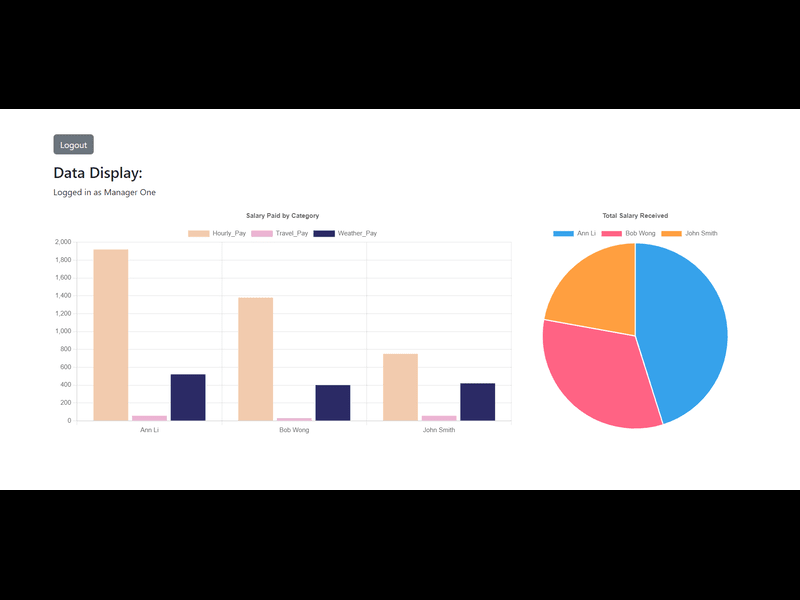 Logout
Data Display:
Logged in as Manager One
Salary Paid by Category
Hourly_Pay Travel_Pay Weather_Pay
2,000
1,800
1,600
1,400
1,200
1,000
800
600
400
200
0
Ann Li Bob Wong John Smith
Total Salary Received
Ann Li Bob Wong John Smith